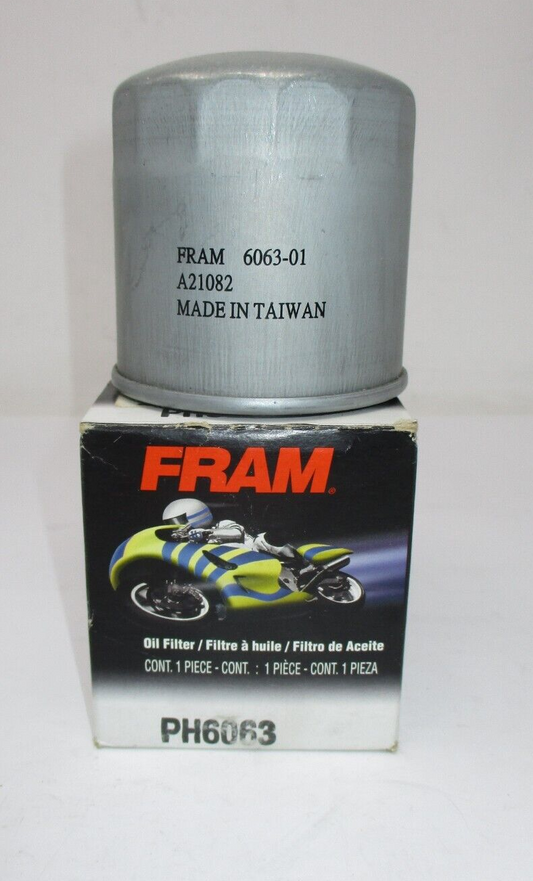 FRAM 6063-01
A21082
MADE IN TAIWAN
FRAM®
Oil Filter / Filtre à huile / Filtro de Aceite
CONT. 1 PIECE - CONT. : 1 PIÈCE - CONT. 1 PIEZA
PH6063